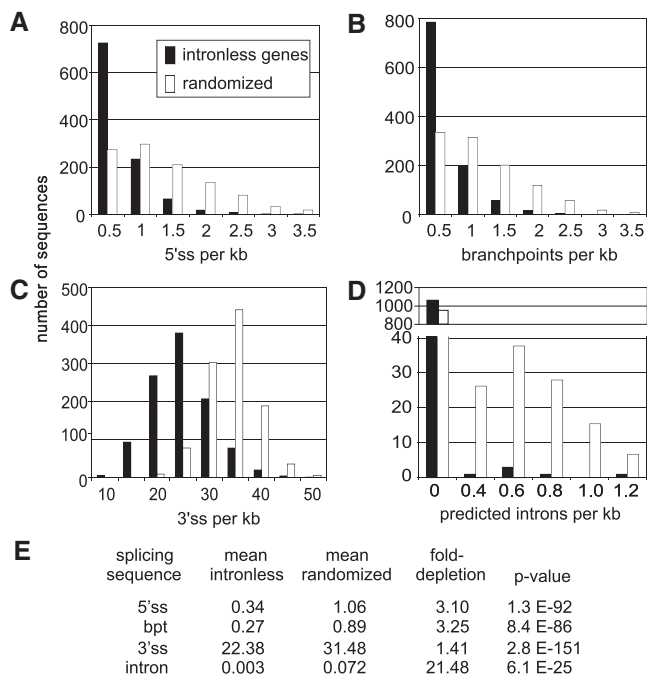 A
800
600
400
200
0
intronless genes
randomized
0.5 1 1.5 2 2.5 3 3.5
5'ss per kb
B
800
600
400
200
0
0.5 1 1.5 2 2.5 3 3.5
branchpoints per kb
number of sequences
C
500
400
300
200
100
0
10 20 30 40 50
3'ss per kb
D
1200
1000
800
40
30
20
10
0
0 0.4 0.6 0.8 1.0 1.2
predicted introns per kb
E
splicing sequence mean intronless mean randomized fold-depletion p-value
5'ss 0.34 1.06 3.10 1.3 E-92
bpt 0.27 0.89 3.25 8.4 E-86
3'ss 22.38 31.48 1.41 2.8 E-151
intron 0.003 0.072 21.48 6.1 E-25